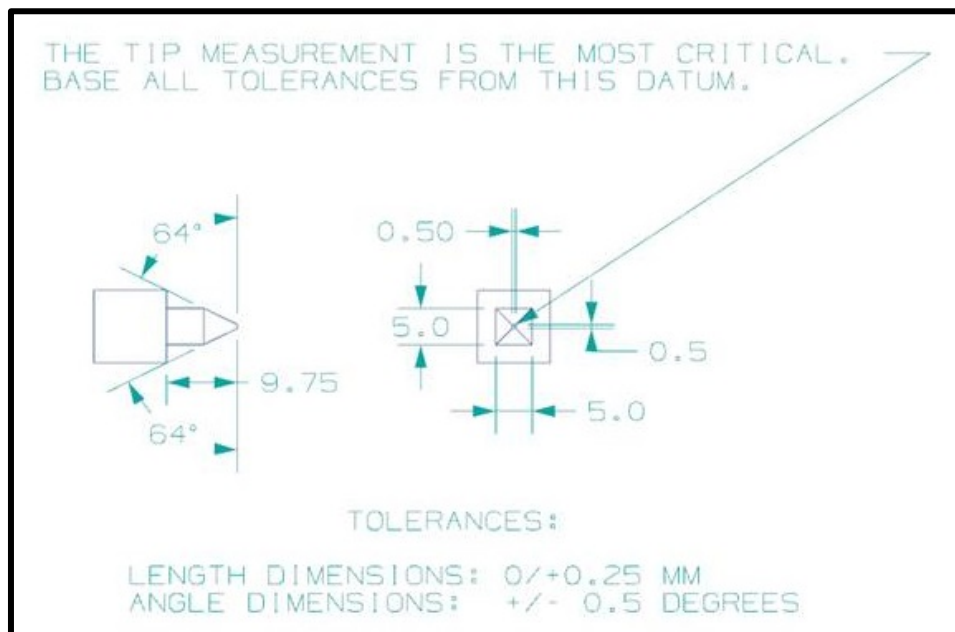 THE TIP MEASUREMENT IS THE MOST CRITICAL.
BASE ALL TOLERANCES FROM THIS DATUM.
64°
0.50
5.0
0.5
9.75
5.0
64°
TOLERANCES:
LENGTH DIMENSIONS: 0/+0.25 MM
ANGLE DIMENSIONS: +/- 0.5 DEGREES